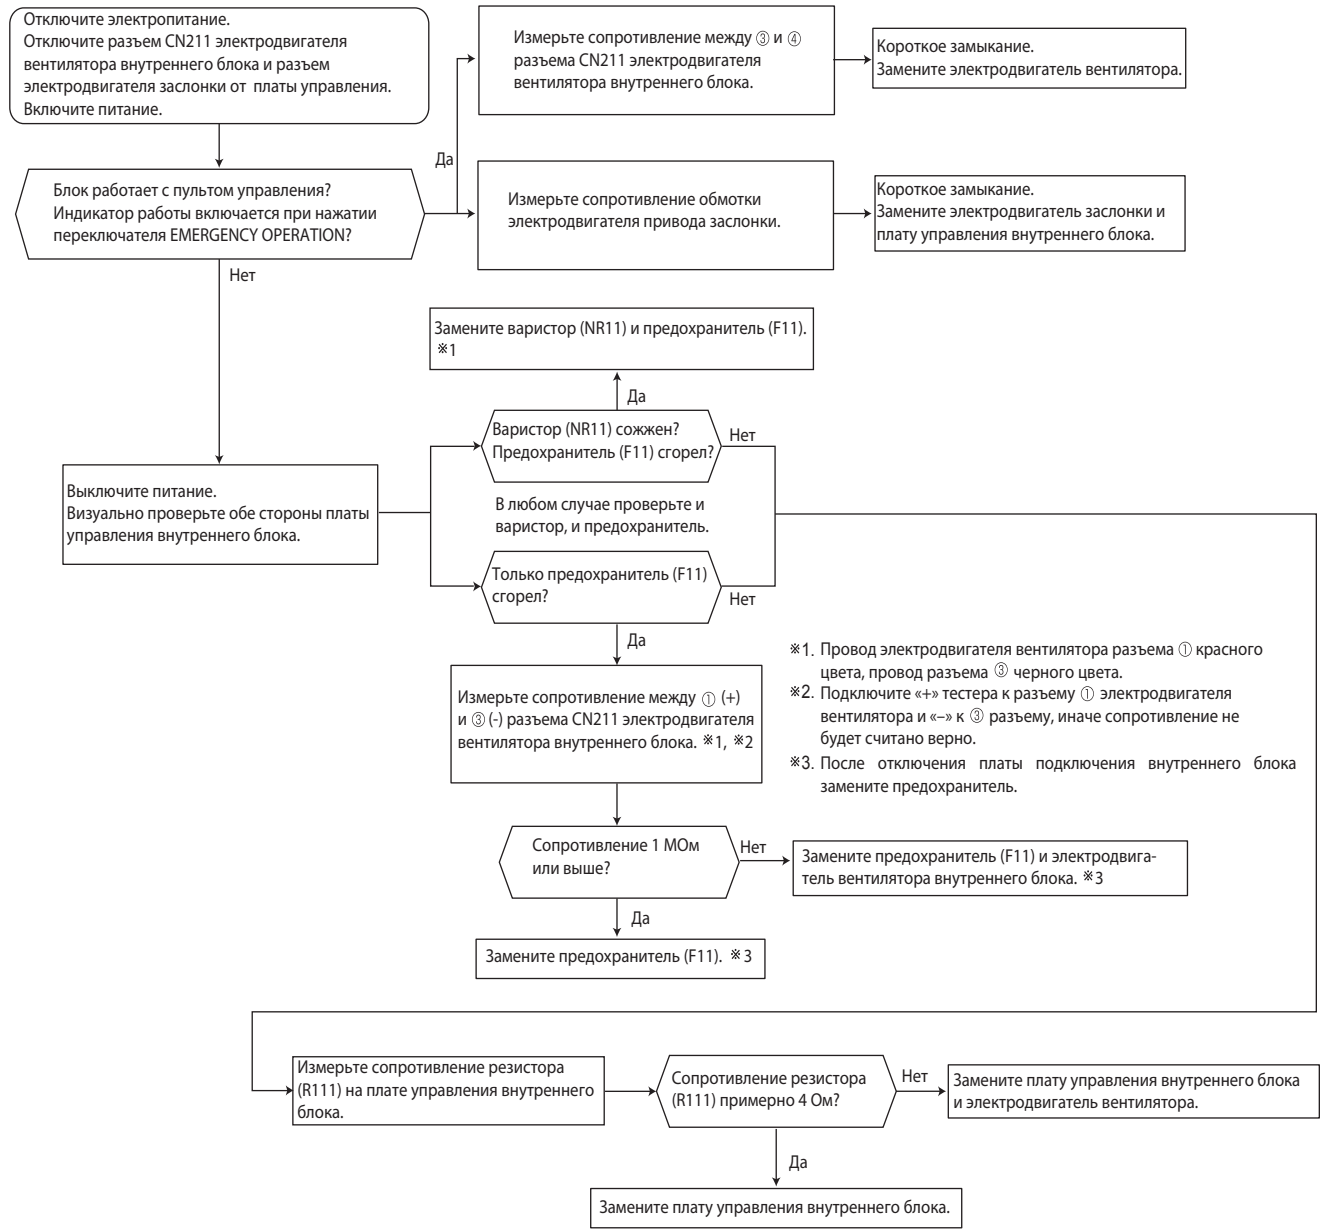 Отключите электропитание.
Отключите разъем CN211 электродвигателя
вентилятора внутреннего блока и разъем
электродвигателя заслонки от платы управления.
Включите питание.
Измерьте сопротивление между ③ и ④
разъема CN211 электродвигателя
вентилятора внутреннего блока.
Короткое замыкание.
Замените электродвигатель вентилятора.
Да
Блок работает с пультом управления?
Индикатор работы включается при нажатии
переключателя EMERGENCY OPERATION?
Измерьте сопротивление обмотки
электродвигателя привода заслонки.
Короткое замыкание.
Замените электродвигатель заслонки и
плату управления внутреннего блока.
Нет
Замените варистор (NR11) и предохранитель (F11).
※1
Да
Варистор (NR11) сожжен?
Предохранитель (F11) сгорел?
Нет
Выключите питание.
Визуально проверьте обе стороны платы
управления внутреннего блока.
В любом случае проверьте и
варистор, и предохранитель.
Только предохранитель (F11)
сгорел?
Нет
Да
Измерьте сопротивление между ① (+)
и ③ (-) разъема CN211 электродвигателя
вентилятора внутреннего блока. ※1, ※2
※1. Провод электродвигателя вентилятора разъема ① красного
цвета, провод разъема ③ черного цвета.
※2. Подключите «+» тестера к разъему ① электродвигателя
вентилятора и «–» к ③ разъему, иначе сопротивление не
будет считано верно.
※3. После отключения платы подключения внутреннего блока
замените предохранитель.
Сопротивление 1 МОм
или выше?
Нет
Замените предохранитель (F11) и электродвига-
тель вентилятора внутреннего блока. ※3
Да
Замените предохранитель (F11). ※3
Измерьте сопротивление резистора
(R111) на плате управления внутреннего
блока.
Сопротивление резистора
(R111) примерно 4 Ом?
Нет
Замените плату управления внутреннего блока
и электродвигатель вентилятора.
Да
Замените плату управления внутреннего блока.